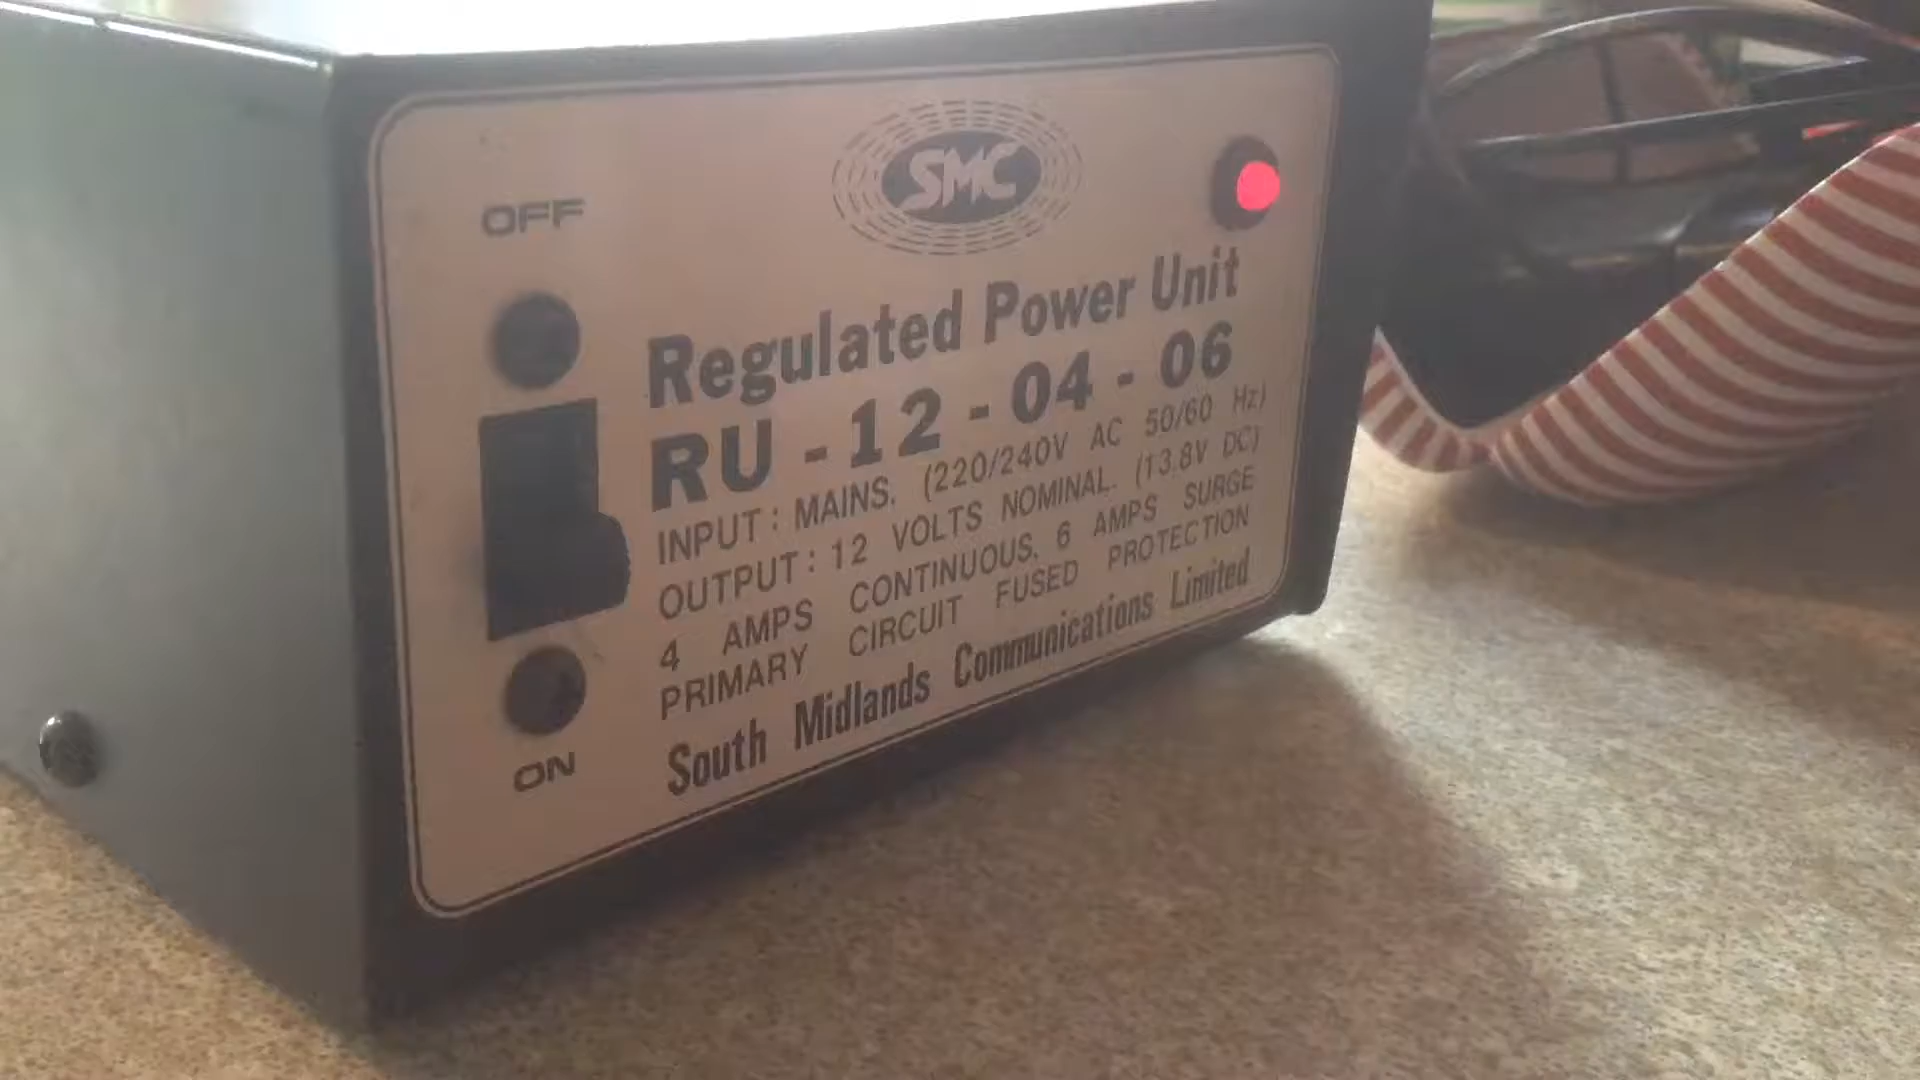 SMC
OFF
Regulated Power Unit
RU - 12 - 04 - 06
INPUT : MAINS. (220/240V AC 50/60 Hz)
OUTPUT : 12 VOLTS NOMINAL. (13.8V DC)
4 AMPS CONTINUOUS. 6 AMPS SURGE
PRIMARY CIRCUIT FUSED PROTECTION
South Midlands Communications Limited
ON